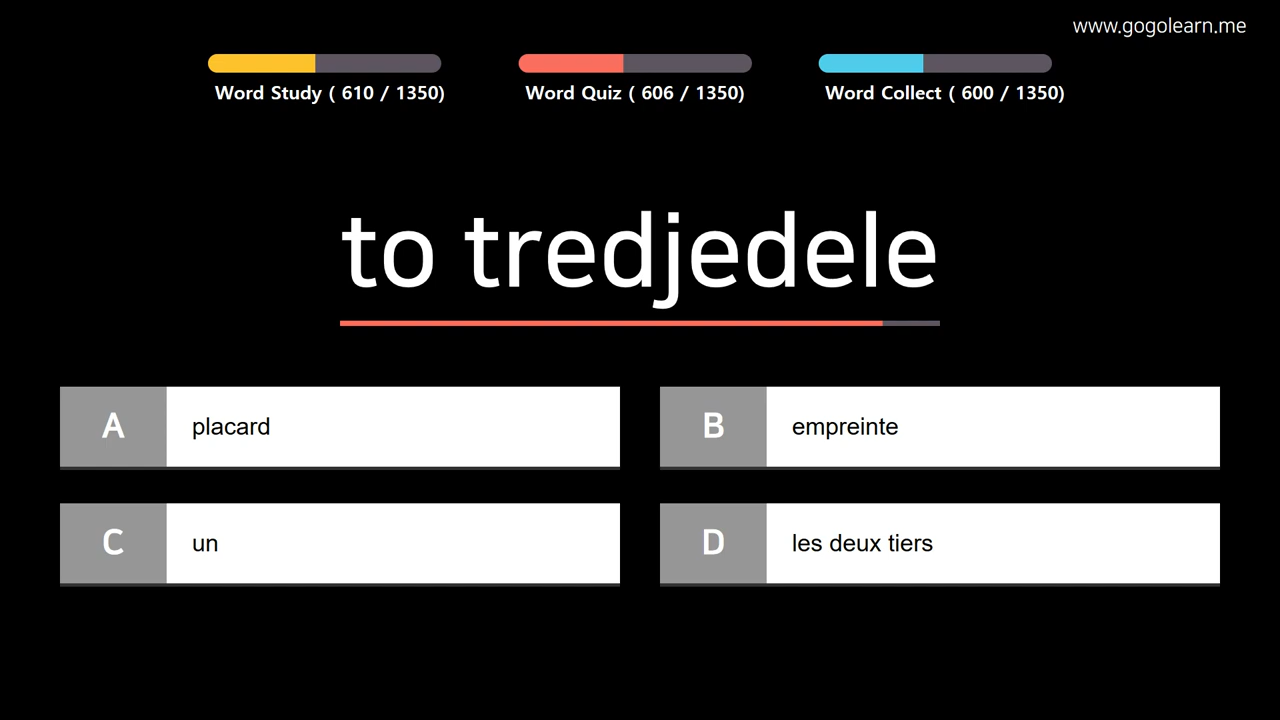 www.gogolearn.me
Word Study ( 610 / 1350)
Word Quiz ( 606 / 1350)
Word Collect ( 600 / 1350)
to tredjedele
A placard
B empreinte
C un
D les deux tiers